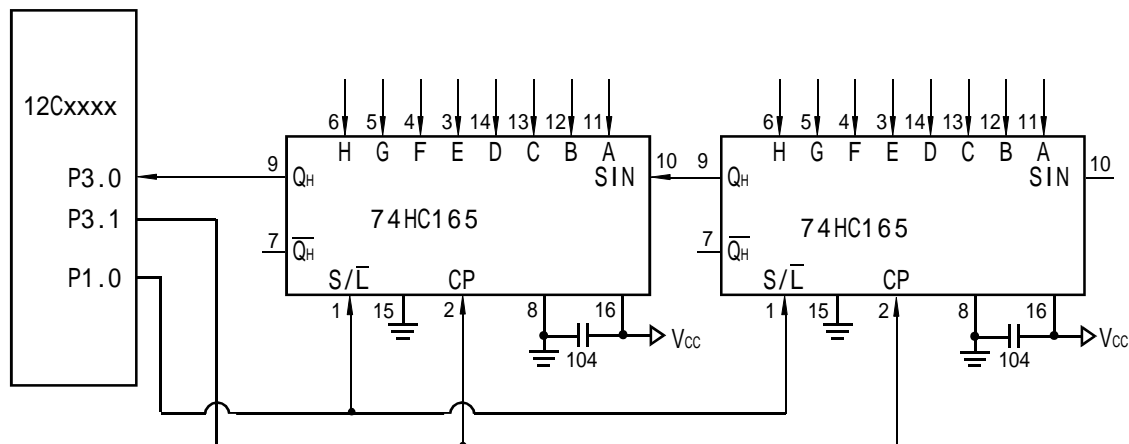 12Cxxxx
P3.0
P3.1
P1.0
6 5 4 3 14 13 12 11
H G F E D C B A
9 QH SIN 10
74HC165
7 Q̅H̅
S/L̅ CP
1 15 2 8 16
104 VCC
6 5 4 3 14 13 12 11
H G F E D C B A
9 QH SIN 10
74HC165
7 Q̅H̅
S/L̅ CP
1 15 2 8 16
104 VCC